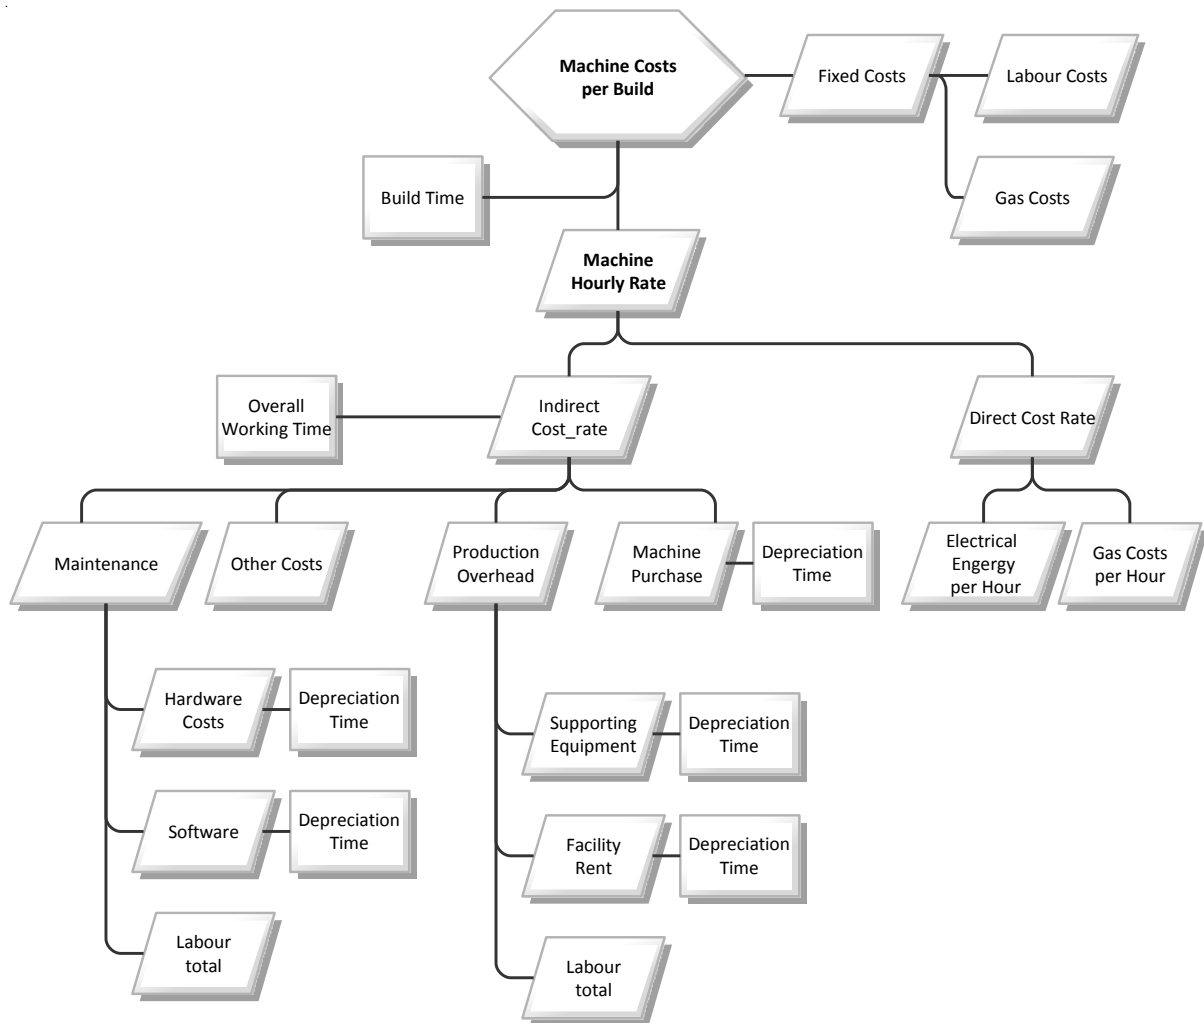 Machine Costs
per Build
Fixed Costs
Labour Costs
Build Time
Gas Costs
Machine
Hourly Rate
Overall
Working Time
Indirect
Cost_rate
Direct Cost Rate
Maintenance
Other Costs
Production
Overhead
Machine
Purchase
Depreciation
Time
Electrical
Engergy
per Hour
Gas Costs
per Hour
Hardware
Costs
Depreciation
Time
Supporting
Equipment
Depreciation
Time
Software
Depreciation
Time
Facility
Rent
Depreciation
Time
Labour
total
Labour
total